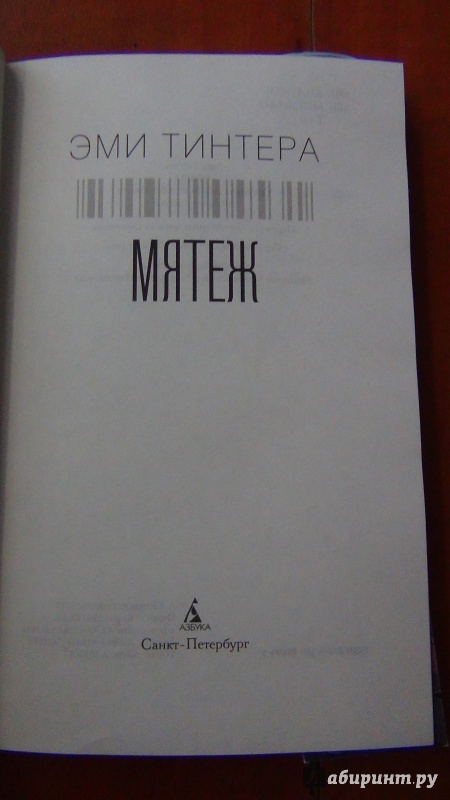 ЭМИ ТИНТЕРА
МЯТЕЖ
АЗБУКА
Санкт-Петербург
абиринт.ру